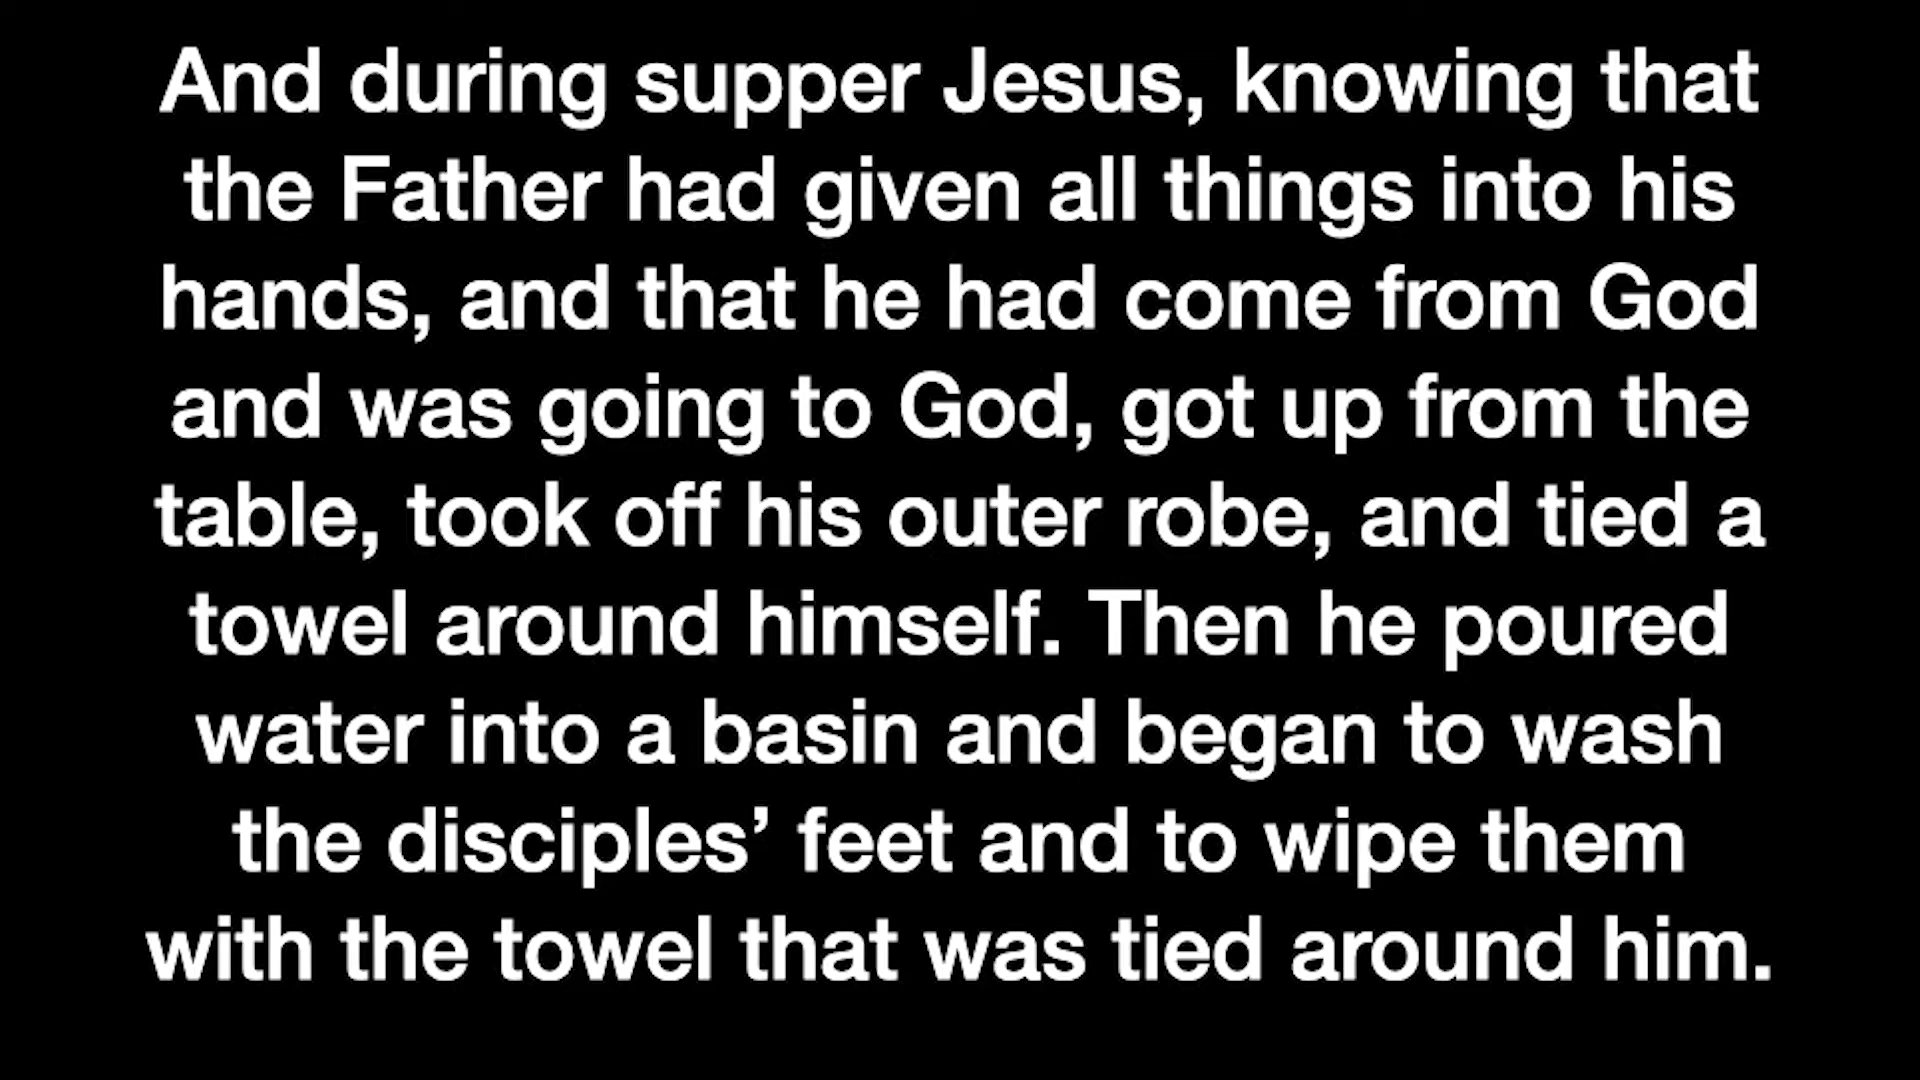 And during supper Jesus, knowing that
the Father had given all things into his
hands, and that he had come from God
and was going to God, got up from the
table, took off his outer robe, and tied a
towel around himself. Then he poured
water into a basin and began to wash
the disciples’ feet and to wipe them
with the towel that was tied around him.